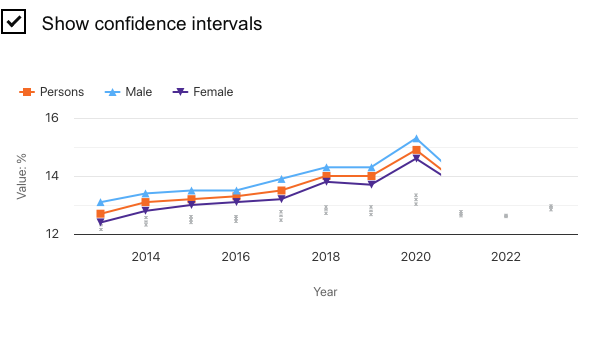 Show confidence intervals
Persons Male Female
16
14
12
Value: %
2014 2016 2018 2020 2022
Year